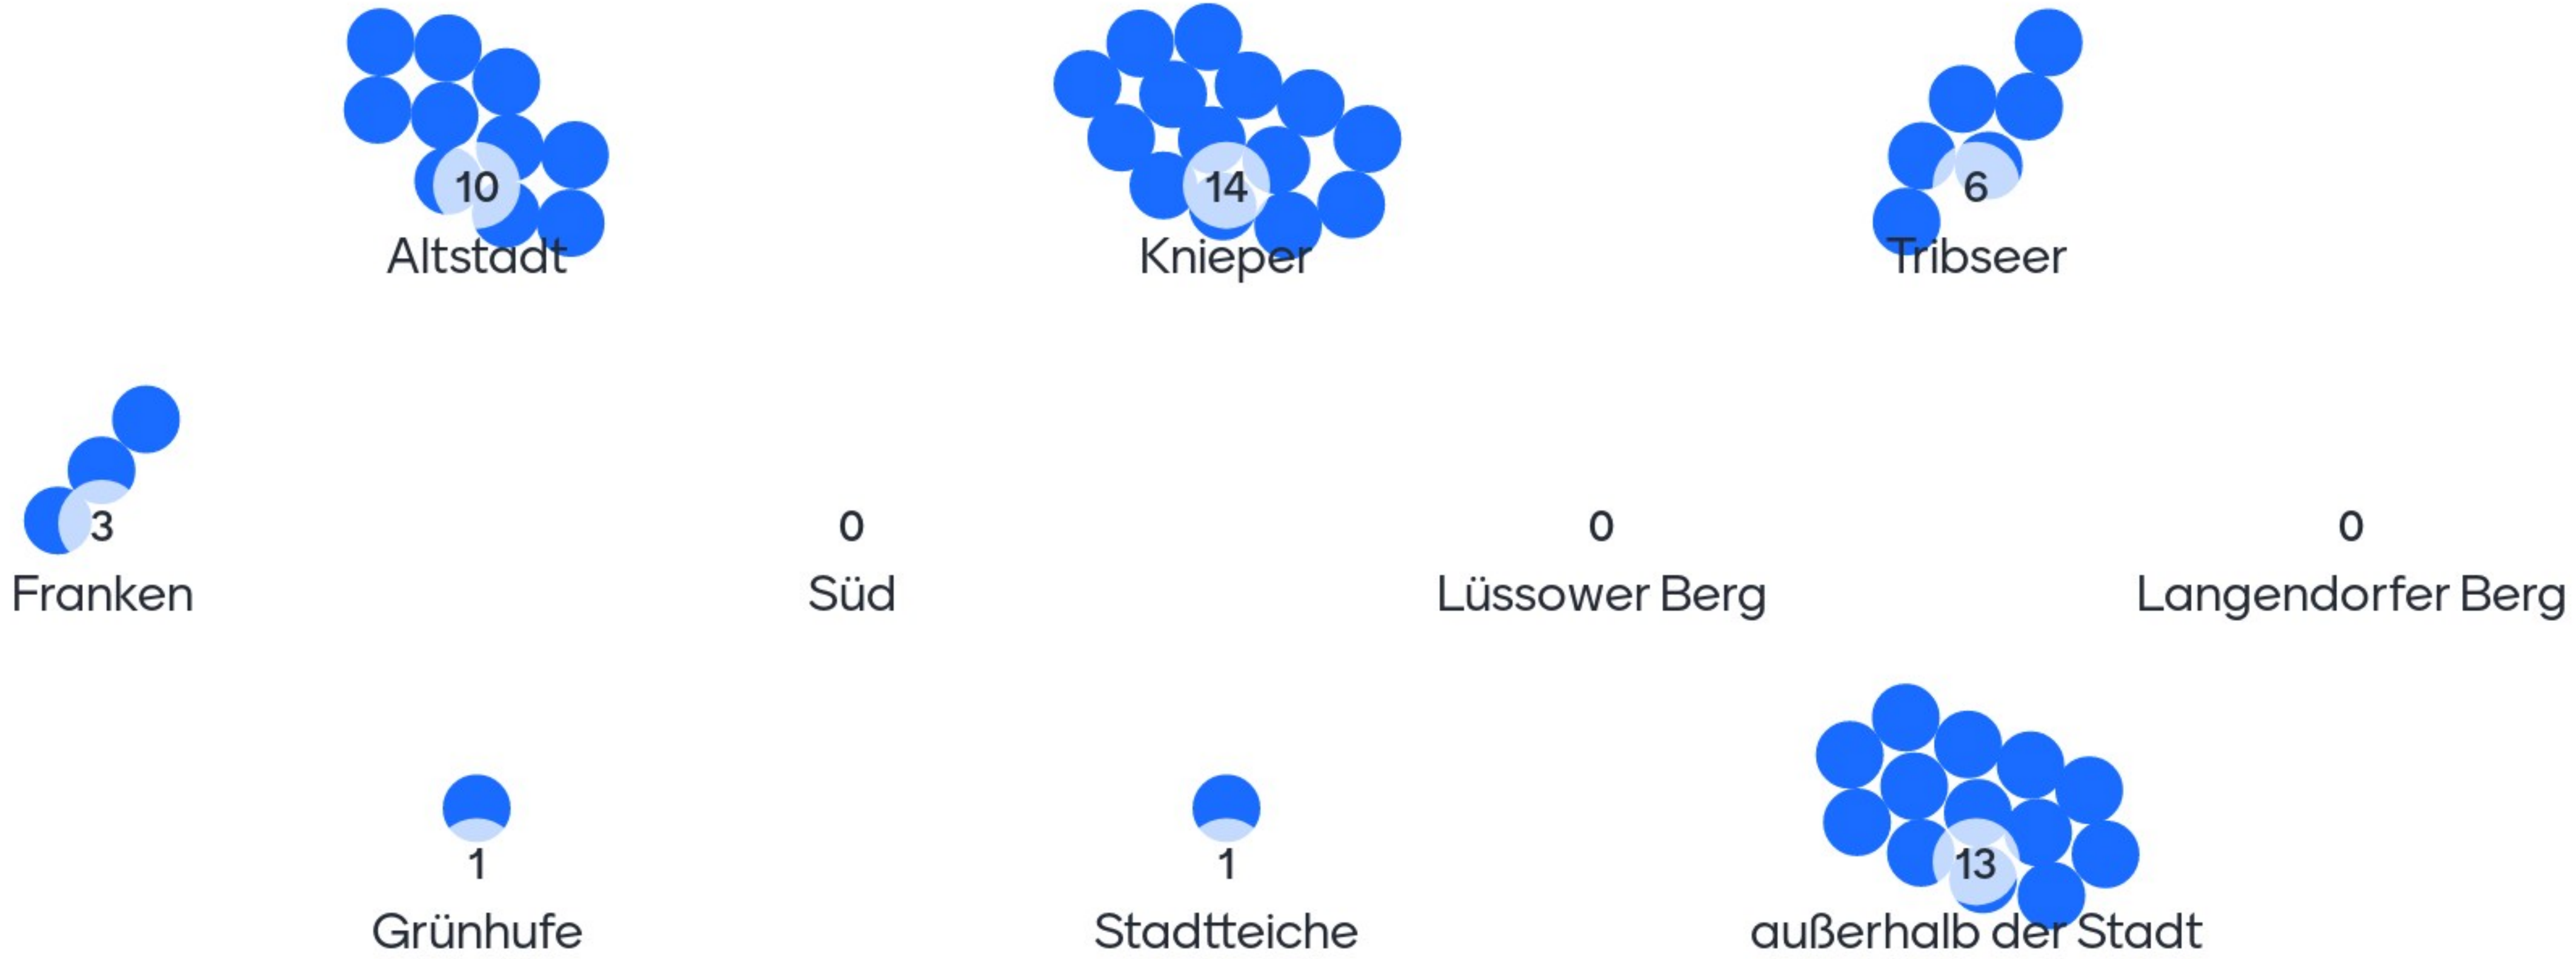 10
Altstadt
14
Knieper
6
Tribseer
3
Franken
0
Süd
0
Lüssower Berg
0
Langendorfer Berg
1
Grünhufe
1
Stadtteiche
13
außerhalb der Stadt